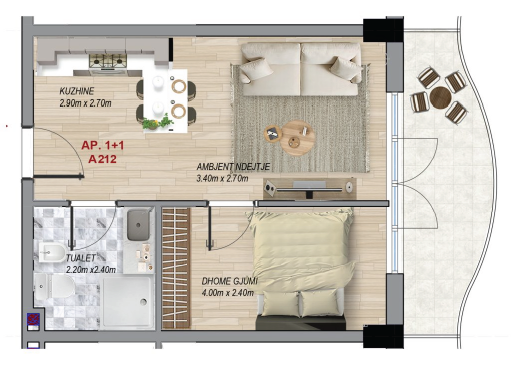 KUZHINE
2.90m x 2.70m
AP. 1+1
A212
AMBJENT NDEJTJE
3.40m x 2.70m
TUALET
2.20m x2.40m
DHOME GJUMI
4.00m x 2.40m